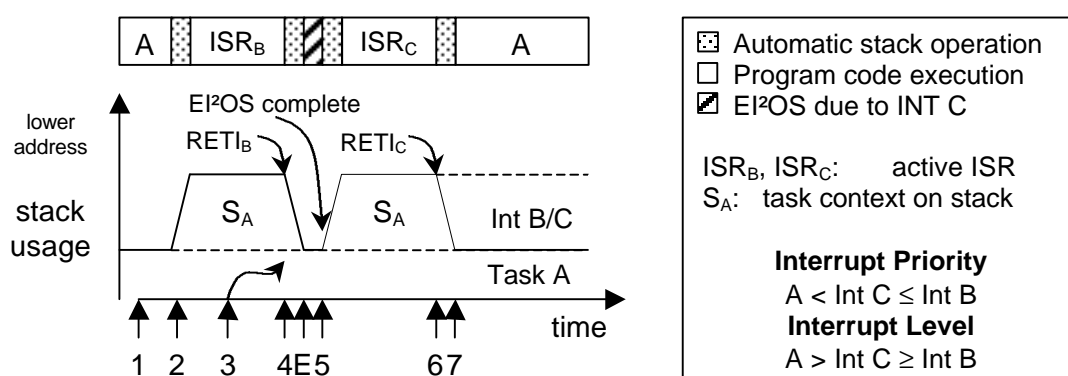 A ISR_B ISR_C A
EI²OS complete
lower
address
RETI_B RETI_C
stack
usage
S_A S_A Int B/C
Task A
time
1 2 3 4 E 5 6 7
Automatic stack operation
Program code execution
EI²OS due to INT C
ISR_B, ISR_C: active ISR
S_A: task context on stack
Interrupt Priority
A < Int C ≤ Int B
Interrupt Level
A > Int C ≥ Int B